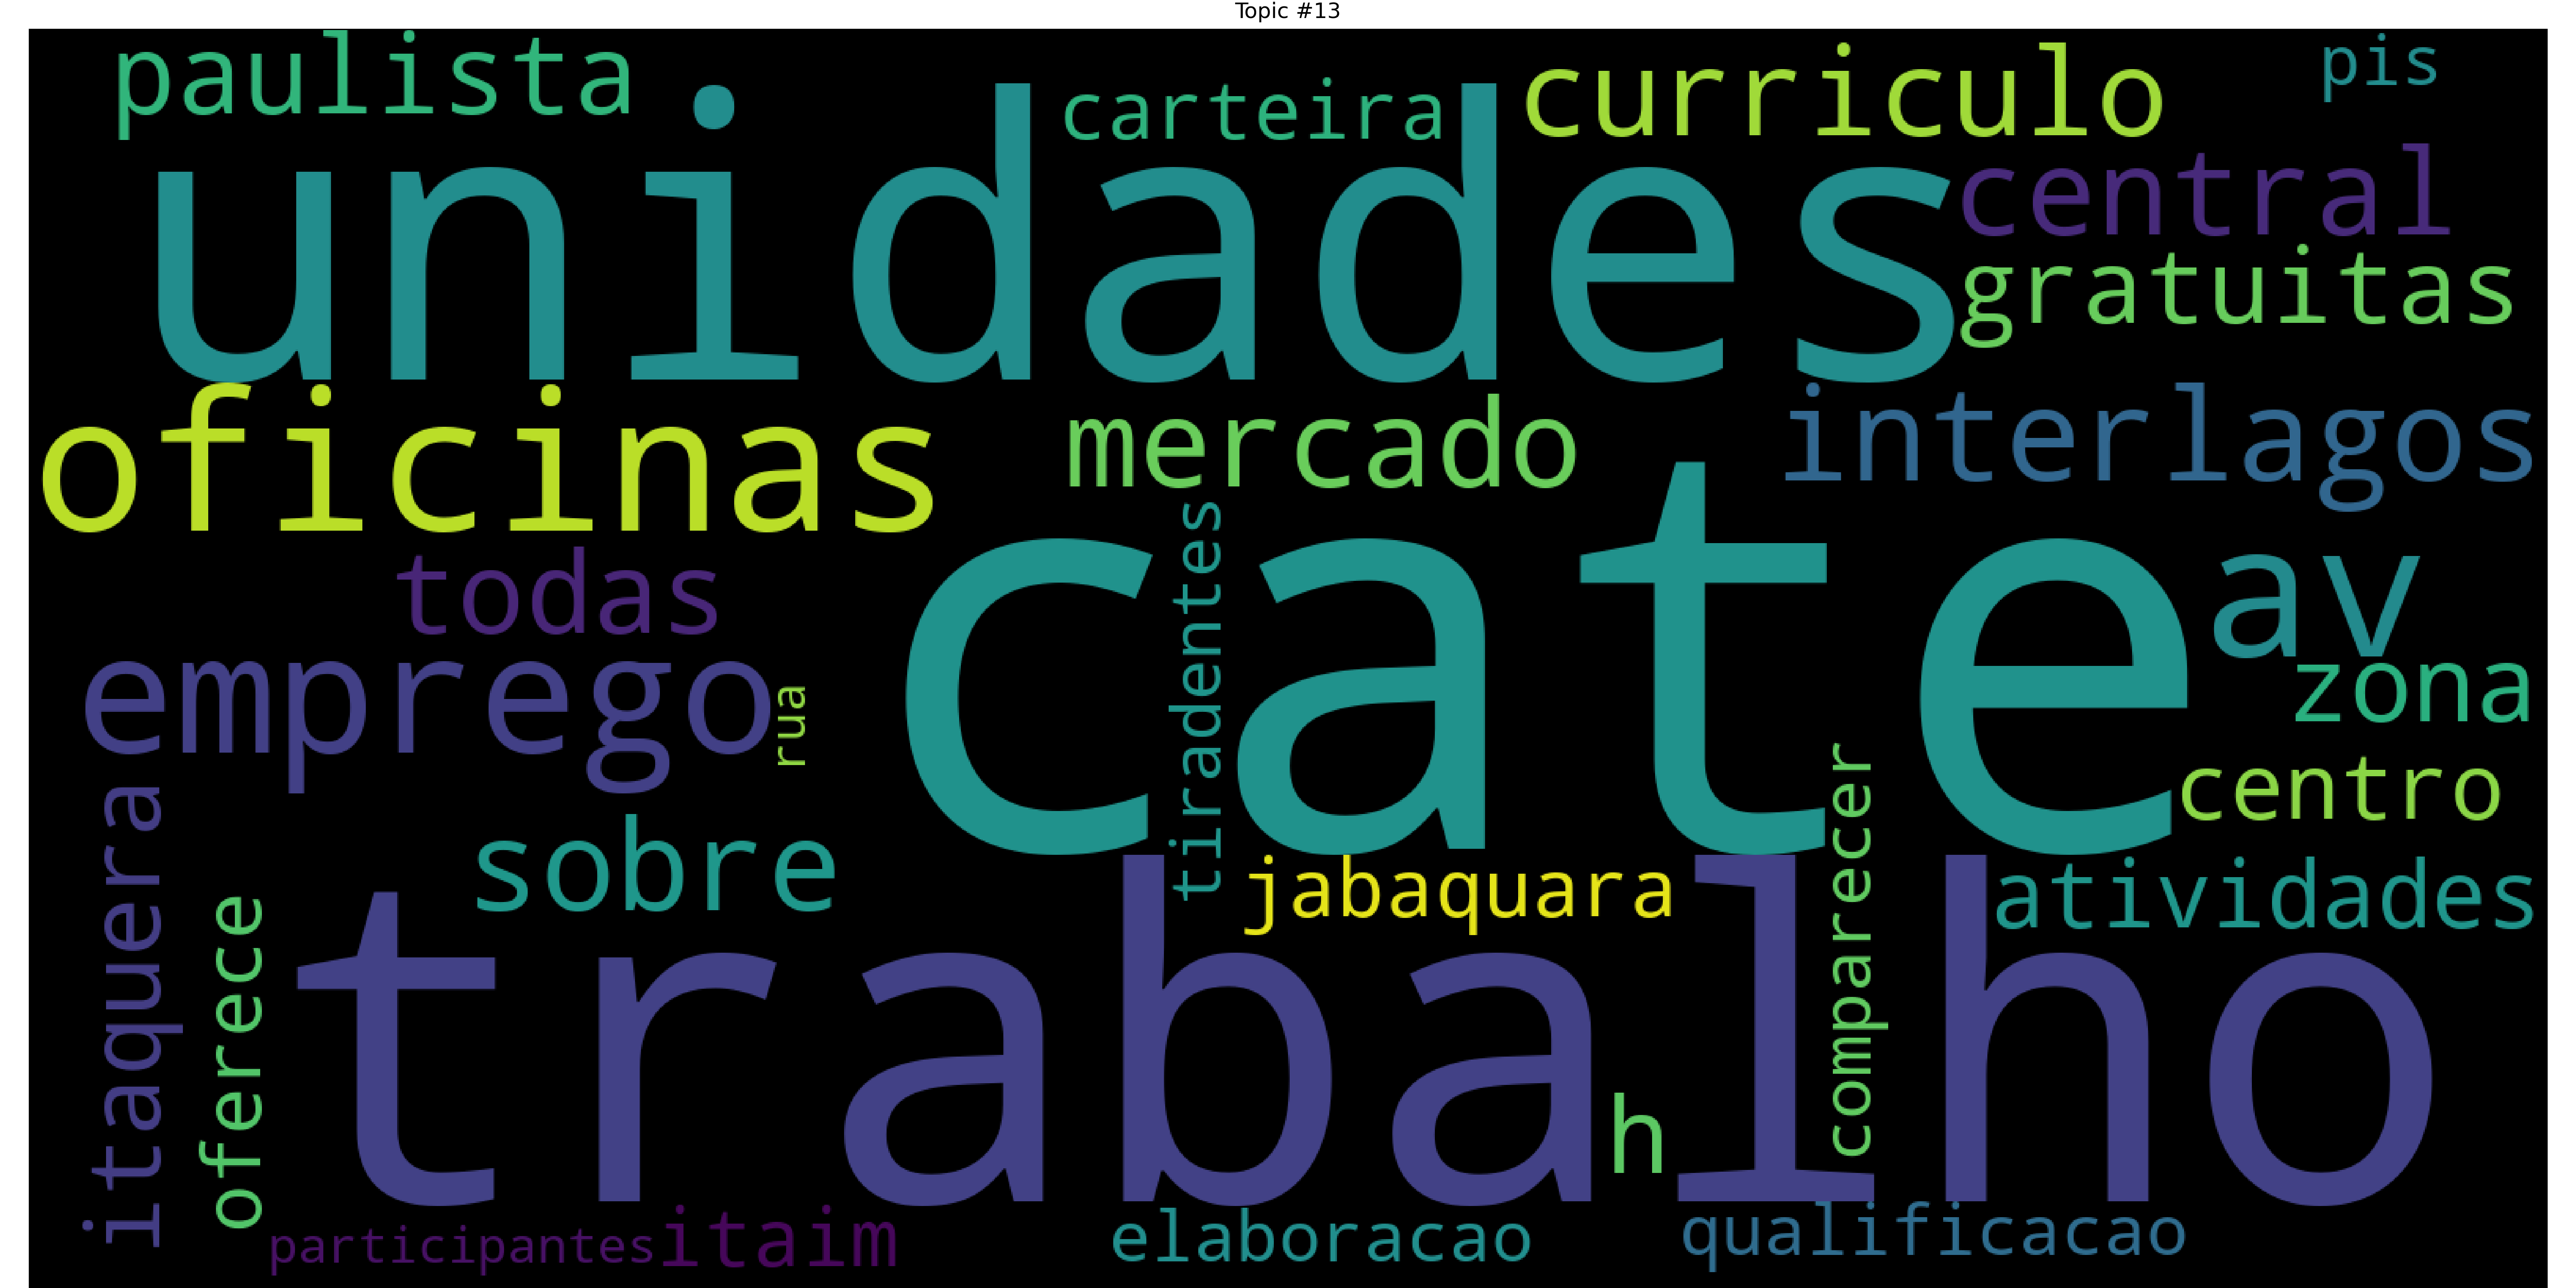 Topic #13
paulista
carteira
curriculo
pis
unidades
central
gratuitas
oficinas
mercado
interlagos
todas
tiradentes
cate
av
emprego
rua
zona
centro
itaquera
sobre
jabaquara
comparecer
atividades
oferece
trabalho
h
participantes
itaim
elaboracao
qualificacao